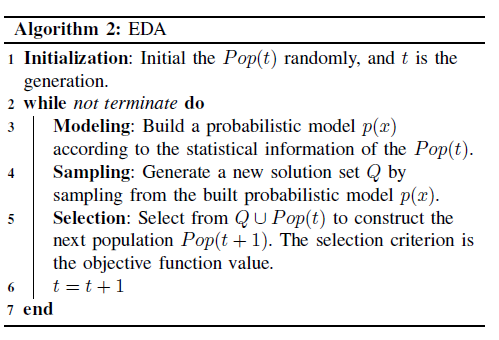 Algorithm 2: EDA
1 Initialization: Initial the Pop(t) randomly, and t is the
generation.
2 while not terminate do
3 Modeling: Build a probabilistic model p(x)
according to the statistical information of the Pop(t).
4 Sampling: Generate a new solution set Q by
sampling from the built probabilistic model p(x).
5 Selection: Select from Q ∪ Pop(t) to construct the
next population Pop(t + 1). The selection criterion is
the objective function value.
6 t = t + 1
7 end